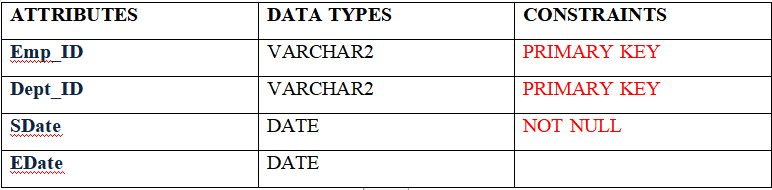 ATTRIBUTES DATA TYPES CONSTRAINTS
Emp_ID VARCHAR2 PRIMARY KEY
Dept_ID VARCHAR2 PRIMARY KEY
SDate DATE NOT NULL
EDate DATE